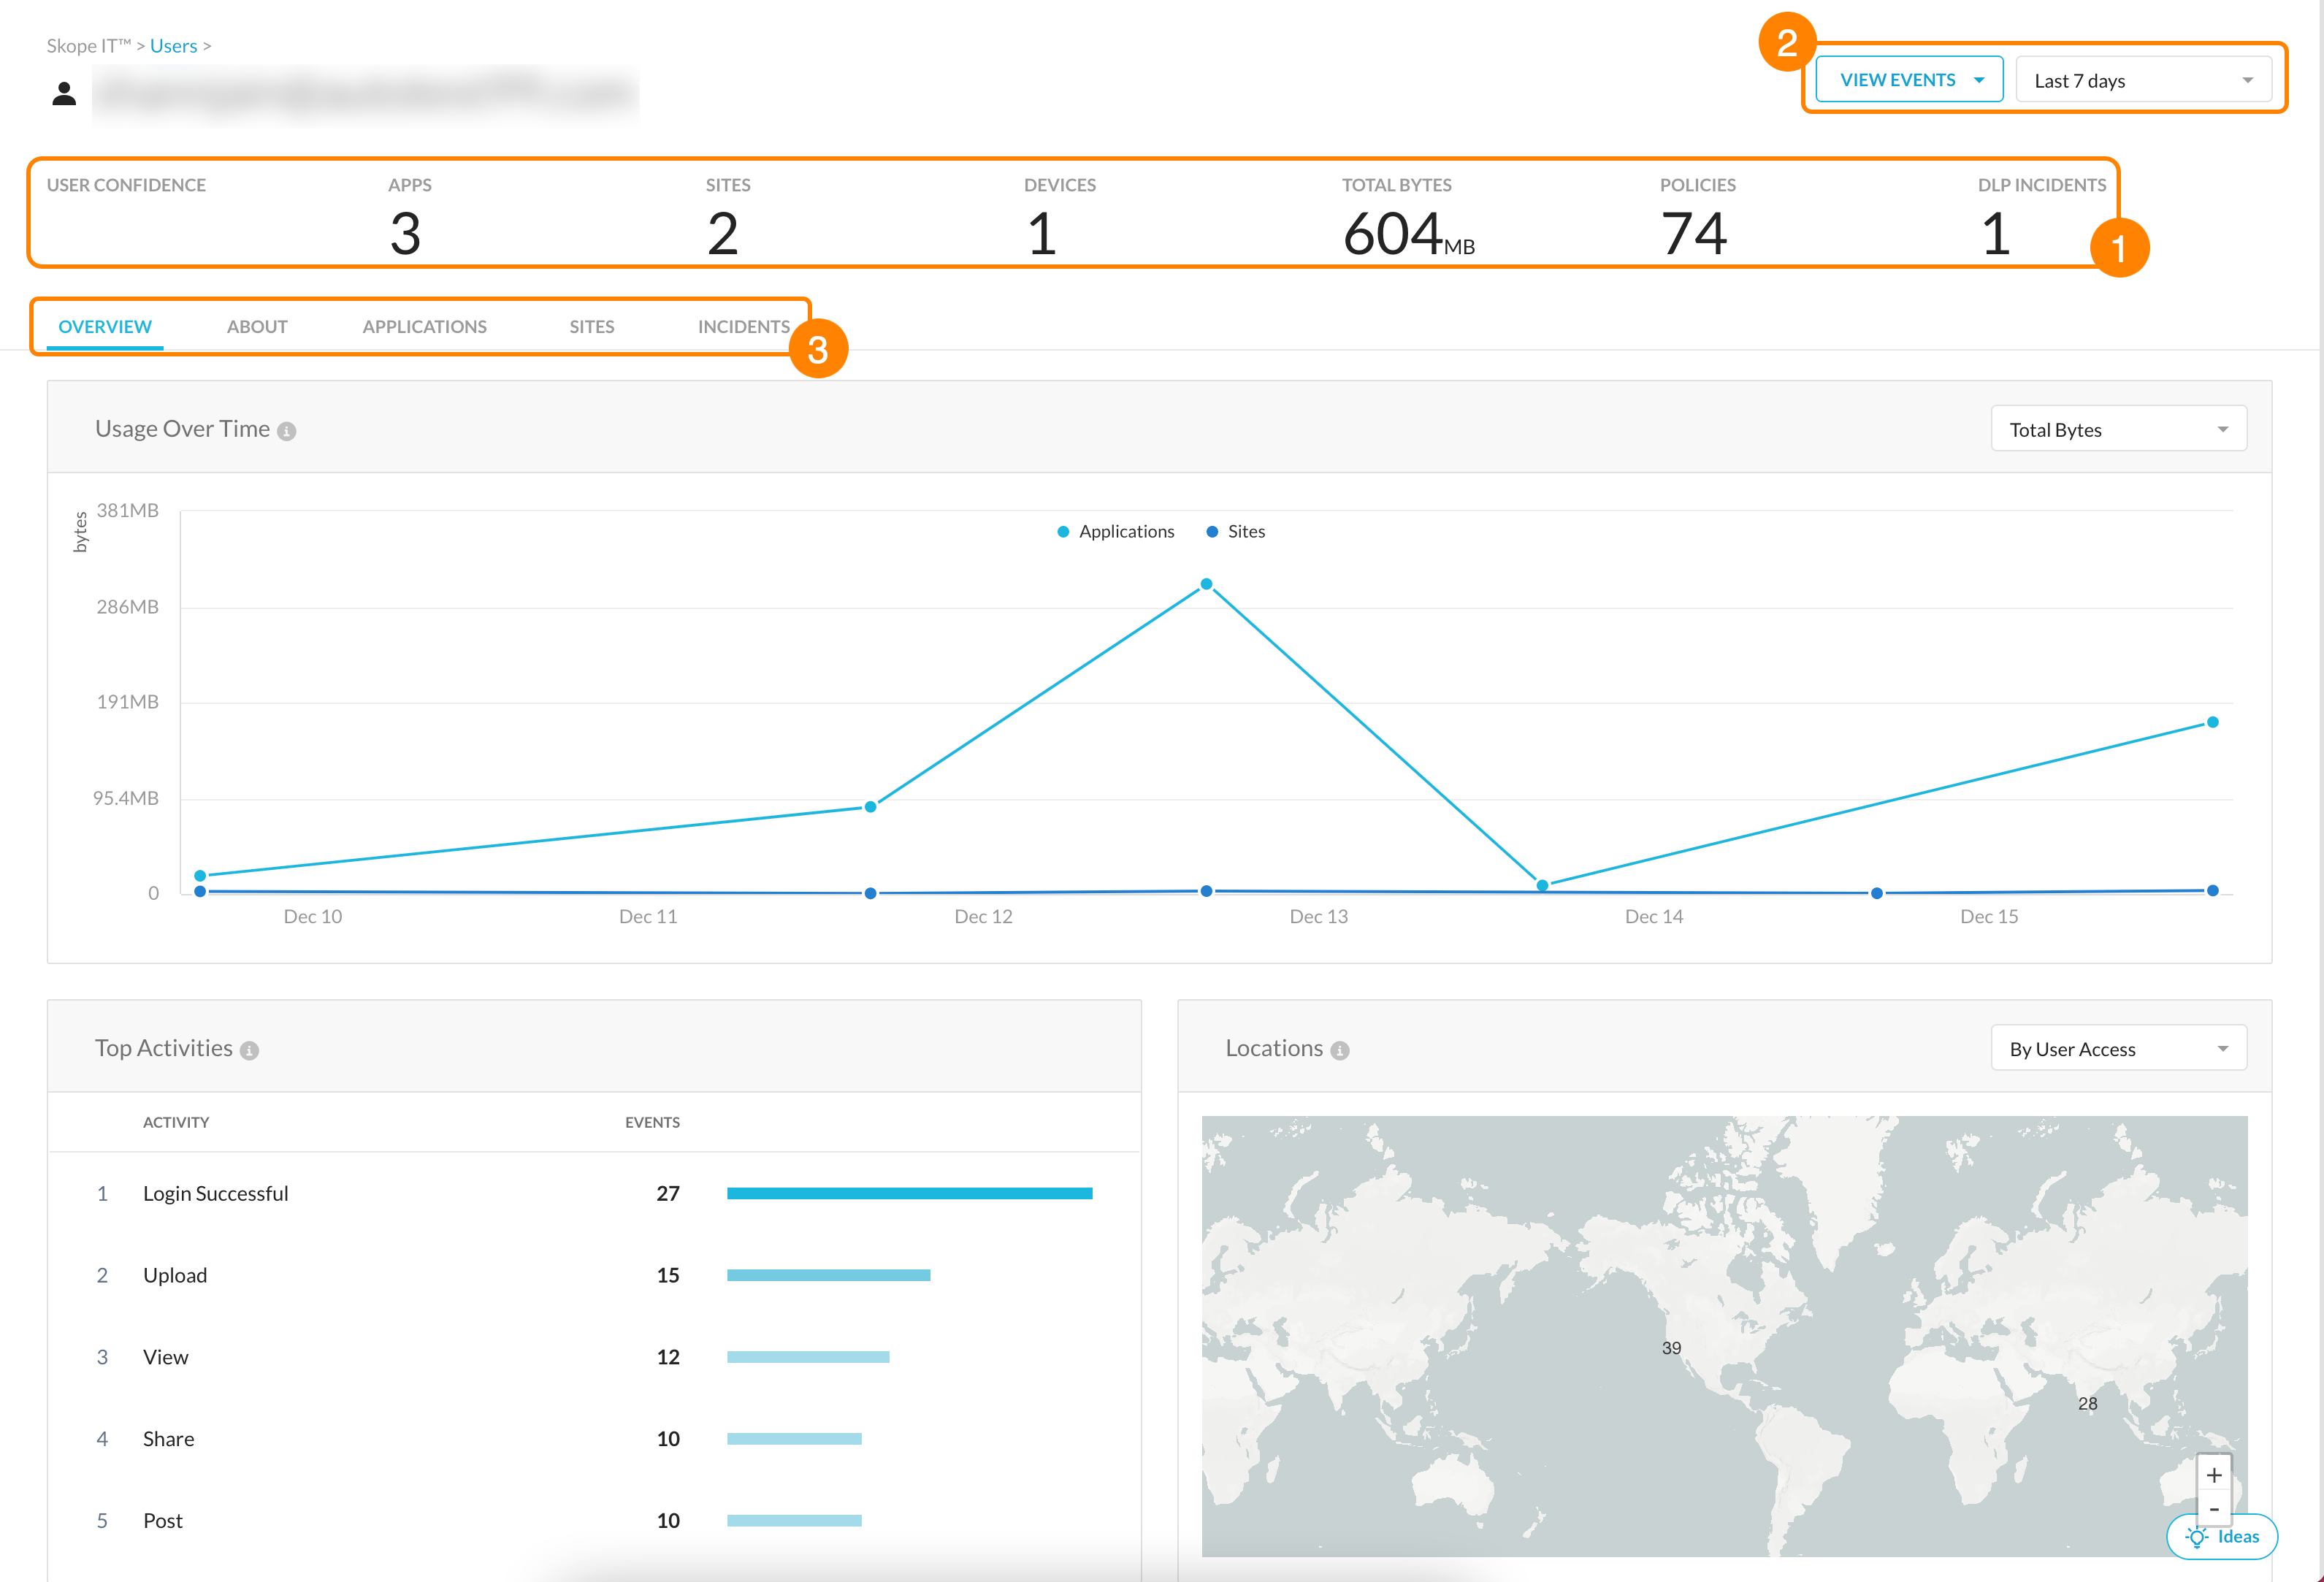 Skope IT™ > Users >
2
VIEW EVENTS
Last 7 days
USER CONFIDENCE
APPS
SITES
DEVICES
TOTAL BYTES
POLICIES
DLP INCIDENTS
3
2
1
604MB
74
1
1
OVERVIEW
ABOUT
APPLICATIONS
SITES
INCIDENTS
3
Usage Over Time
Total Bytes
bytes
381MB
Applications
Sites
286MB
191MB
95.4MB
0
Dec 10
Dec 11
Dec 12
Dec 13
Dec 14
Dec 15
Top Activities
ACTIVITY
EVENTS
1 Login Successful 27
2 Upload 15
3 View 12
4 Share 10
5 Post 10
Locations
By User Access
39
28
+
-
Ideas